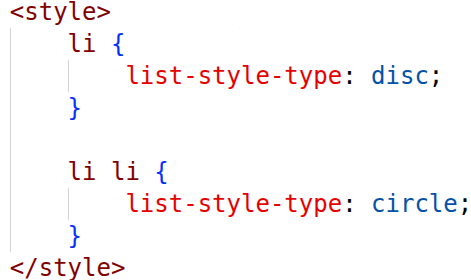 <style>
    li {
        list-style-type: disc;
    }

    li li {
        list-style-type: circle;
    }
</style>